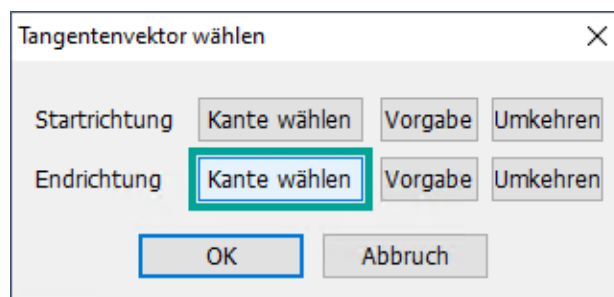 Tangentenvektor wählen
Startrichtung Kante wählen Vorgabe Umkehren
Endrichtung Kante wählen Vorgabe Umkehren
OK Abbruch